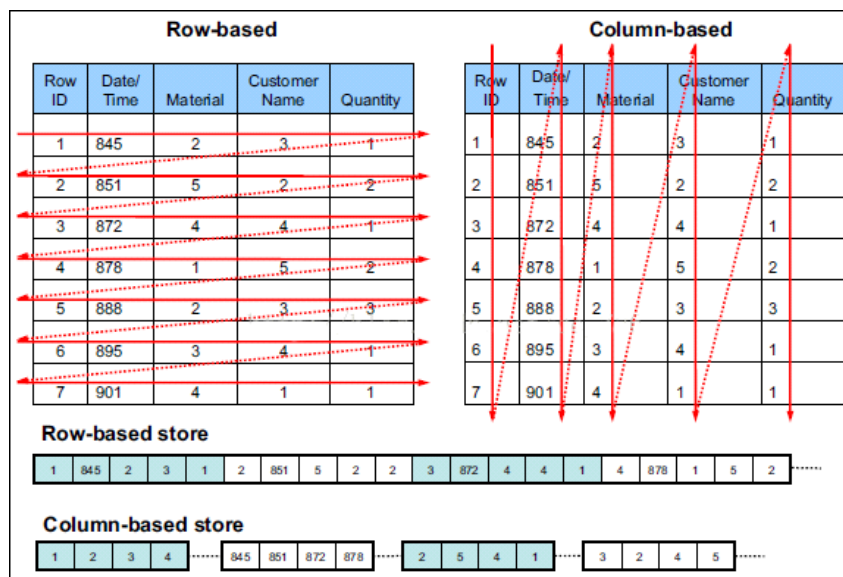 Row-based
Row ID Date/ Time Material Customer Name Quantity
1 845 2 3 1
2 851 5 2 2
3 872 4 4 1
4 878 1 5 2
5 888 2 3 3
6 895 3 4 1
7 901 4 1 1
Column-based
Row ID Date/ Time Material Customer Name Quantity
1 845 2 3 1
2 851 5 2 2
3 872 4 4 1
4 878 1 5 2
5 888 2 3 3
6 895 3 4 1
7 901 4 1 1
Row-based store
1 845 2 3 1 2 851 5 2 2 3 872 4 4 1 4 878 1 5 2
Column-based store
1 2 3 4 845 851 872 878 2 5 4 1 3 2 4 5